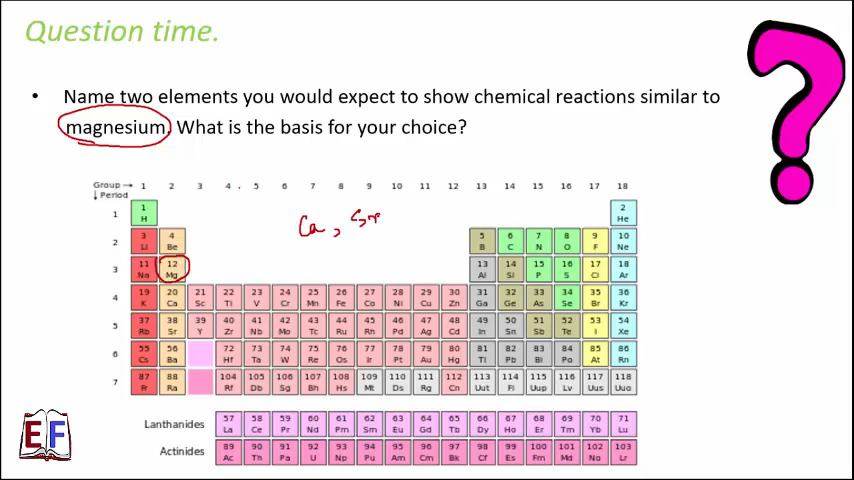 Question time.
• Name two elements you would expect to show chemical reactions similar to
magnesium. What is the basis for your choice?
Group → 1 2 3 4 . 5 6 7 8 9 10 11 12 13 14 15 16 17 18
↓ Period
Ca, Sr
1 1 H 2 He
2 3 Li 4 Be 5 B 6 C 7 N 8 O 9 F 10 Ne
3 11 Na 12 Mg 13 Al 14 Si 15 P 16 S 17 Cl 18 Ar
4 19 K 20 Ca 21 Sc 22 Ti 23 V 24 Cr 25 Mn 26 Fe 27 Co 28 Ni 29 Cu 30 Zn 31 Ga 32 Ge 33 As 34 Se 35 Br 36 Kr
5 37 Rb 38 Sr 39 Y 40 Zr 41 Nb 42 Mo 43 Tc 44 Ru 45 Rh 46 Pd 47 Ag 48 Cd 49 In 50 Sn 51 Sb 52 Te 53 I 54 Xe
6 55 Cs 56 Ba 72 Hf 73 Ta 74 W 75 Re 76 Os 77 Ir 78 Pt 79 Au 80 Hg 81 Tl 82 Pb 83 Bi 84 Po 85 At 86 Rn
7 87 Fr 88 Ra 104 Rf 105 Db 106 Sg 107 Bh 108 Hs 109 Mt 110 Ds 111 Rg 112 Cn 113 Uut 114 Fl 115 Uup 116 Lv 117 Uus 118 Uuo
Lanthanides 57 La 58 Ce 59 Pr 60 Nd 61 Pm 62 Sm 63 Eu 64 Gd 65 Tb 66 Dy 67 Ho 68 Er 69 Tm 70 Yb 71 Lu
Actinides 89 Ac 90 Th 91 Pa 92 U 93 Np 94 Pu 95 Am 96 Cm 97 Bk 98 Cf 99 Es 100 Fm 101 Md 102 No 103 Lr
EF